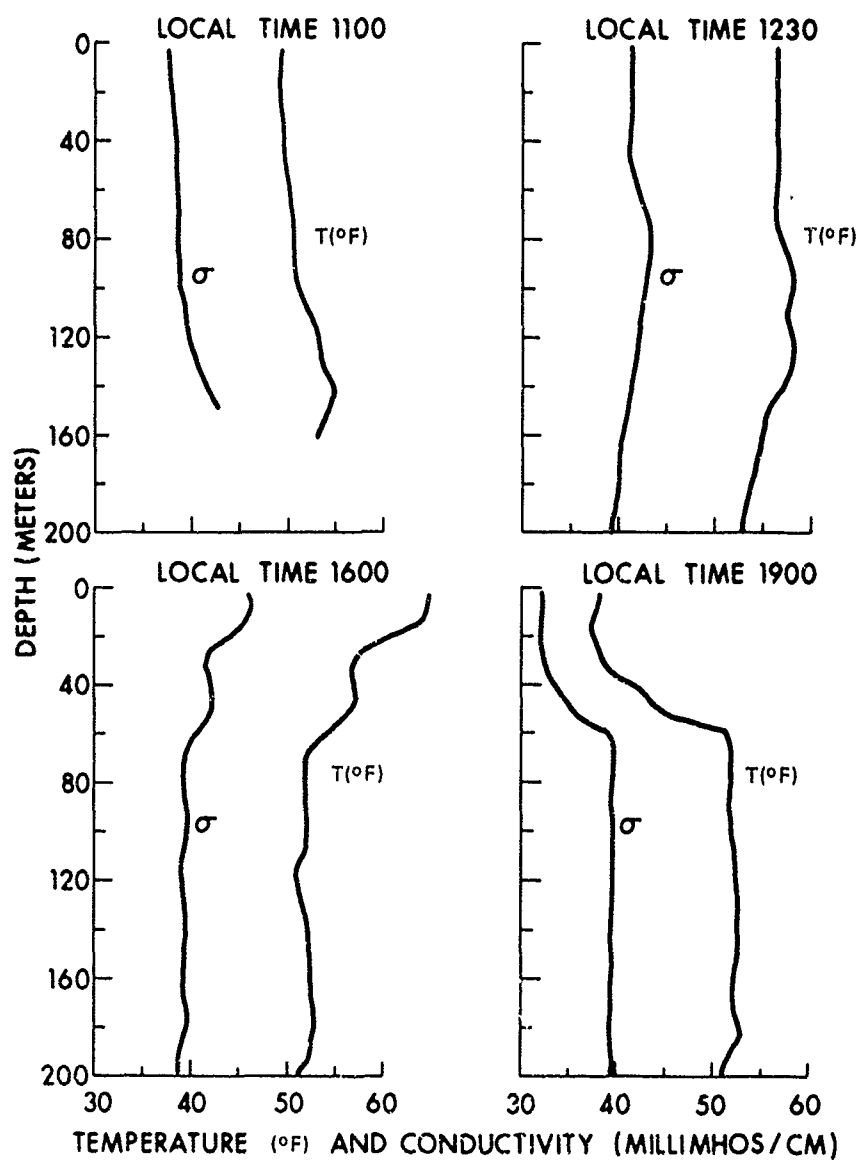 LOCAL TIME 1100
LOCAL TIME 1230
0
40
80
120
160
200
σ
T(°F)
σ
T(°F)
DEPTH (METERS)
LOCAL TIME 1600
LOCAL TIME 1900
0
40
80
120
160
200
σ
T(°F)
σ
T(°F)
30 40 50 60
30 40 50 60
TEMPERATURE (°F) AND CONDUCTIVITY (MILLIMHOS/CM)